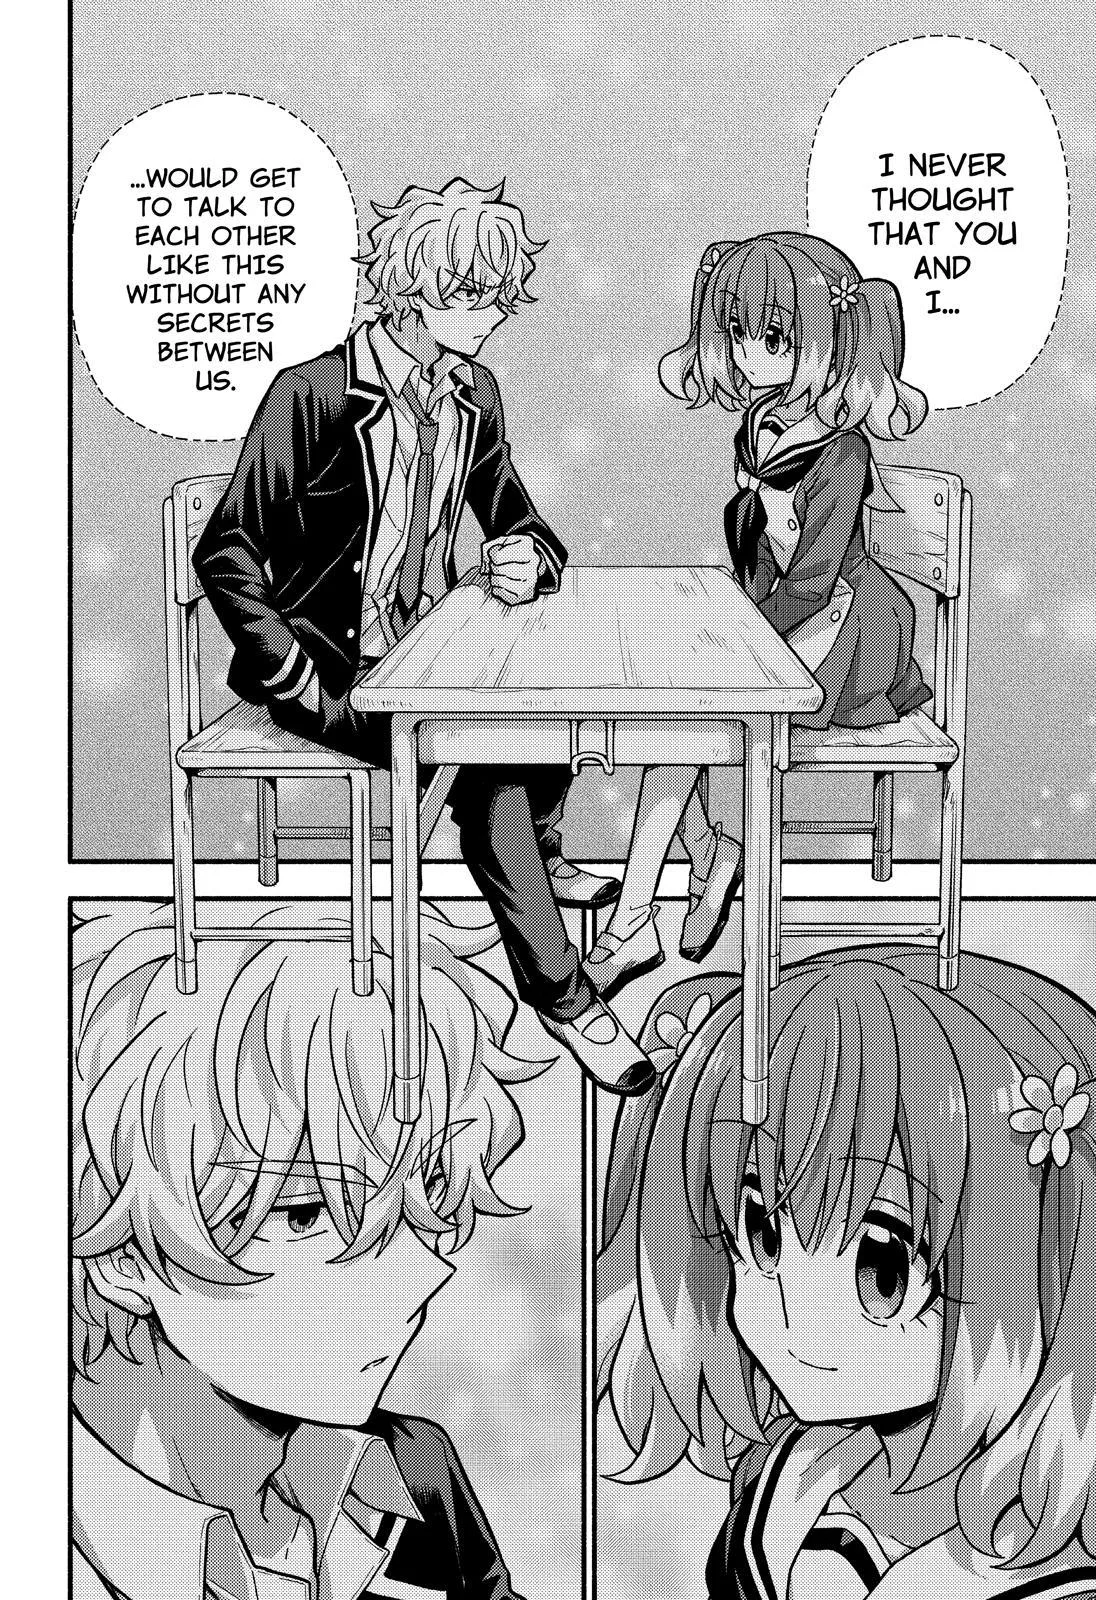 I NEVER
THOUGHT
THAT YOU
AND
I...
...WOULD GET
TO TALK TO
EACH OTHER
LIKE THIS
WITHOUT ANY
SECRETS
BETWEEN
US.